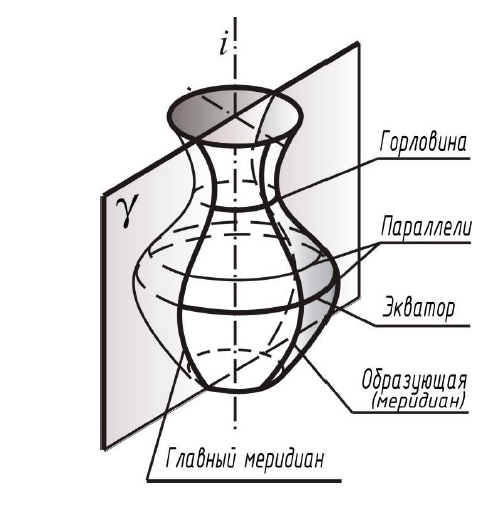 i
Горловина
γ
Параллели
Экватор
Образующая
(меридиан)
Главный меридиан